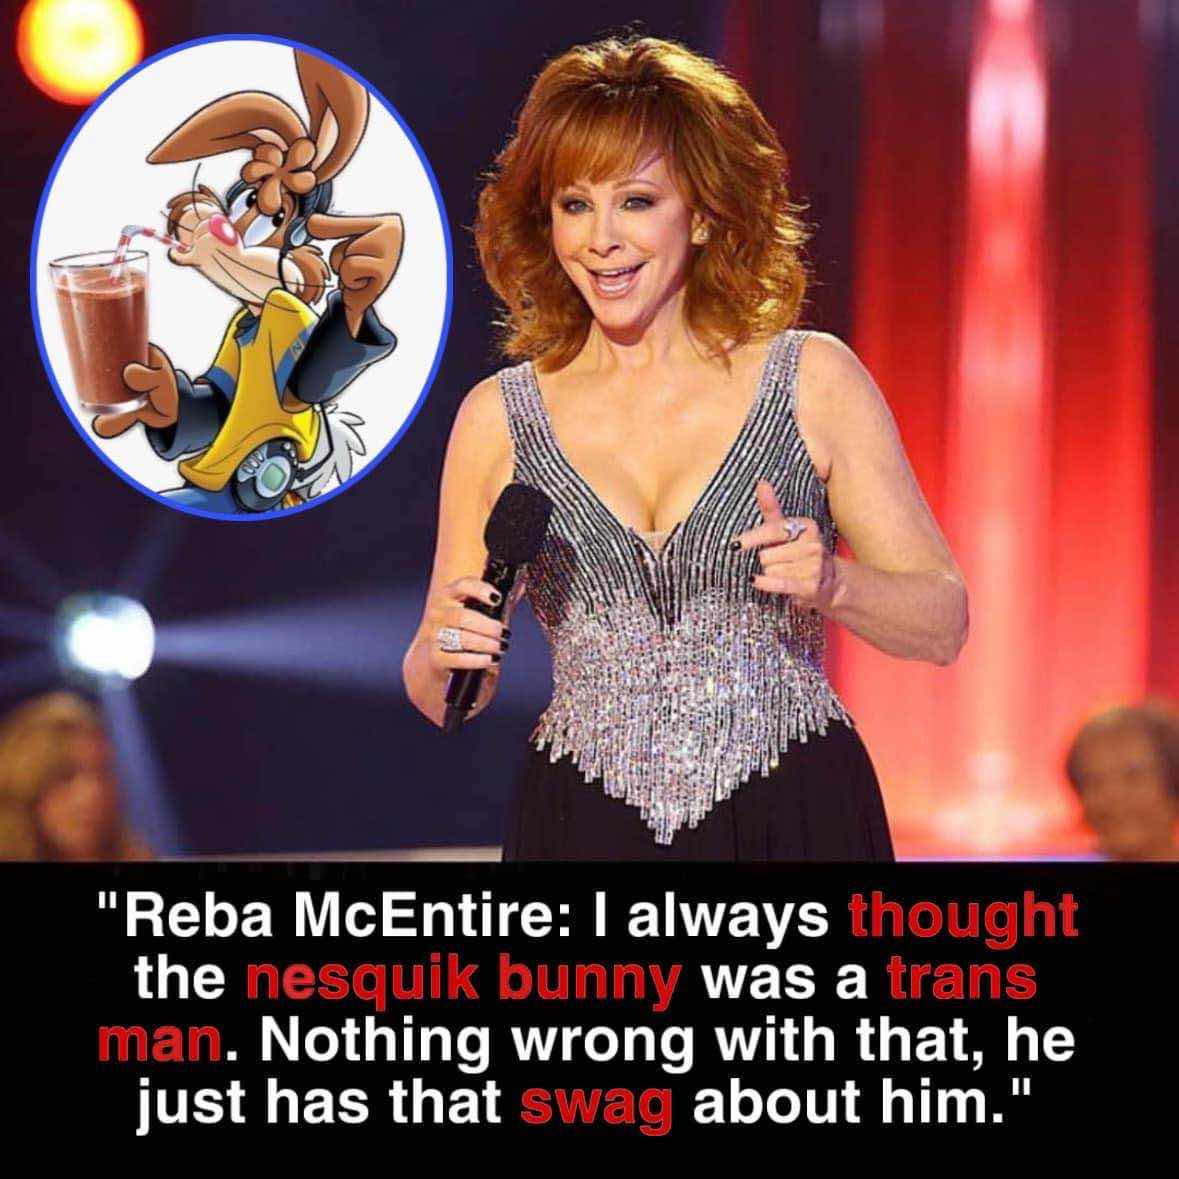 "Reba McEntire: I always thought
the nesquik bunny was a trans
man. Nothing wrong with that, he
just has that swag about him."